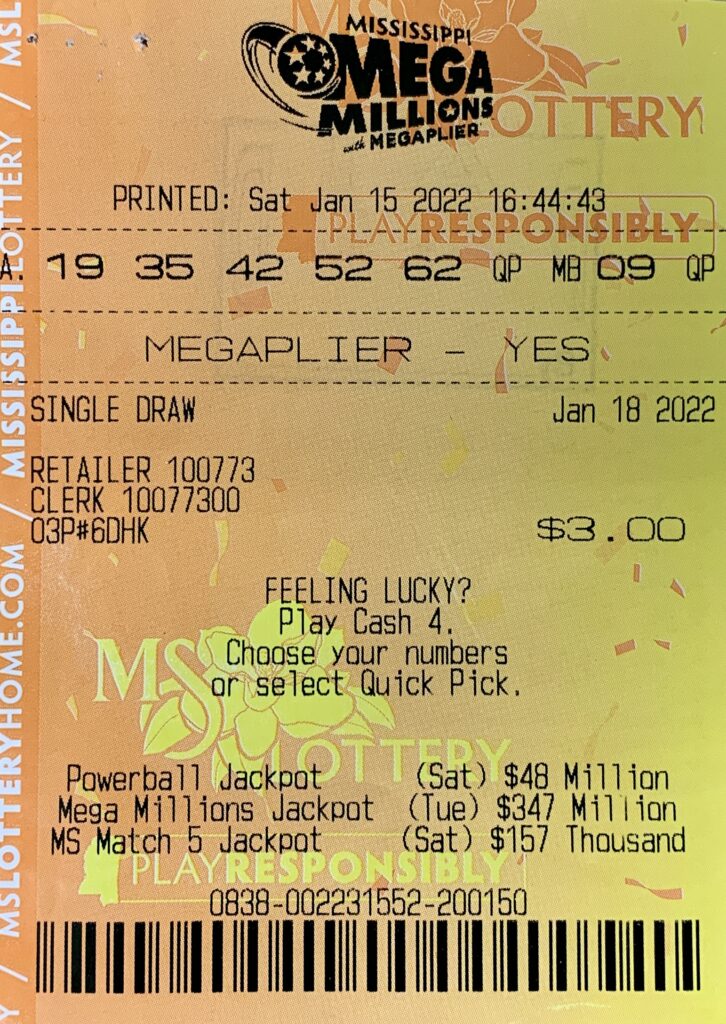 MISSISSIPPI
MEGA
MILLIONS
with MEGAPLIER
MS LOTTERY
PRINTED: Sat Jan 15 2022 16:44:43
PLAYRESPONSIBLY
A. 19 35 42 52 62 QP MB 09 QP
MEGAPLIER - YES
SINGLE DRAW Jan 18 2022
RETAILER 100773
CLERK 10077300
03P#6DHK $3.00
FEELING LUCKY?
Play Cash 4.
Choose your numbers
or select Quick Pick.
MS LOTTERY
Powerball Jackpot (Sat) $48 Million
Mega Millions Jackpot (Tue) $347 Million
MS Match 5 Jackpot (Sat) $157 Thousand
PLAYRESPONSIBLY
0838-002231552-200150
Y / MSLOTTERYHOME.COM / MISSISSIPPI LOTTERY / MSL